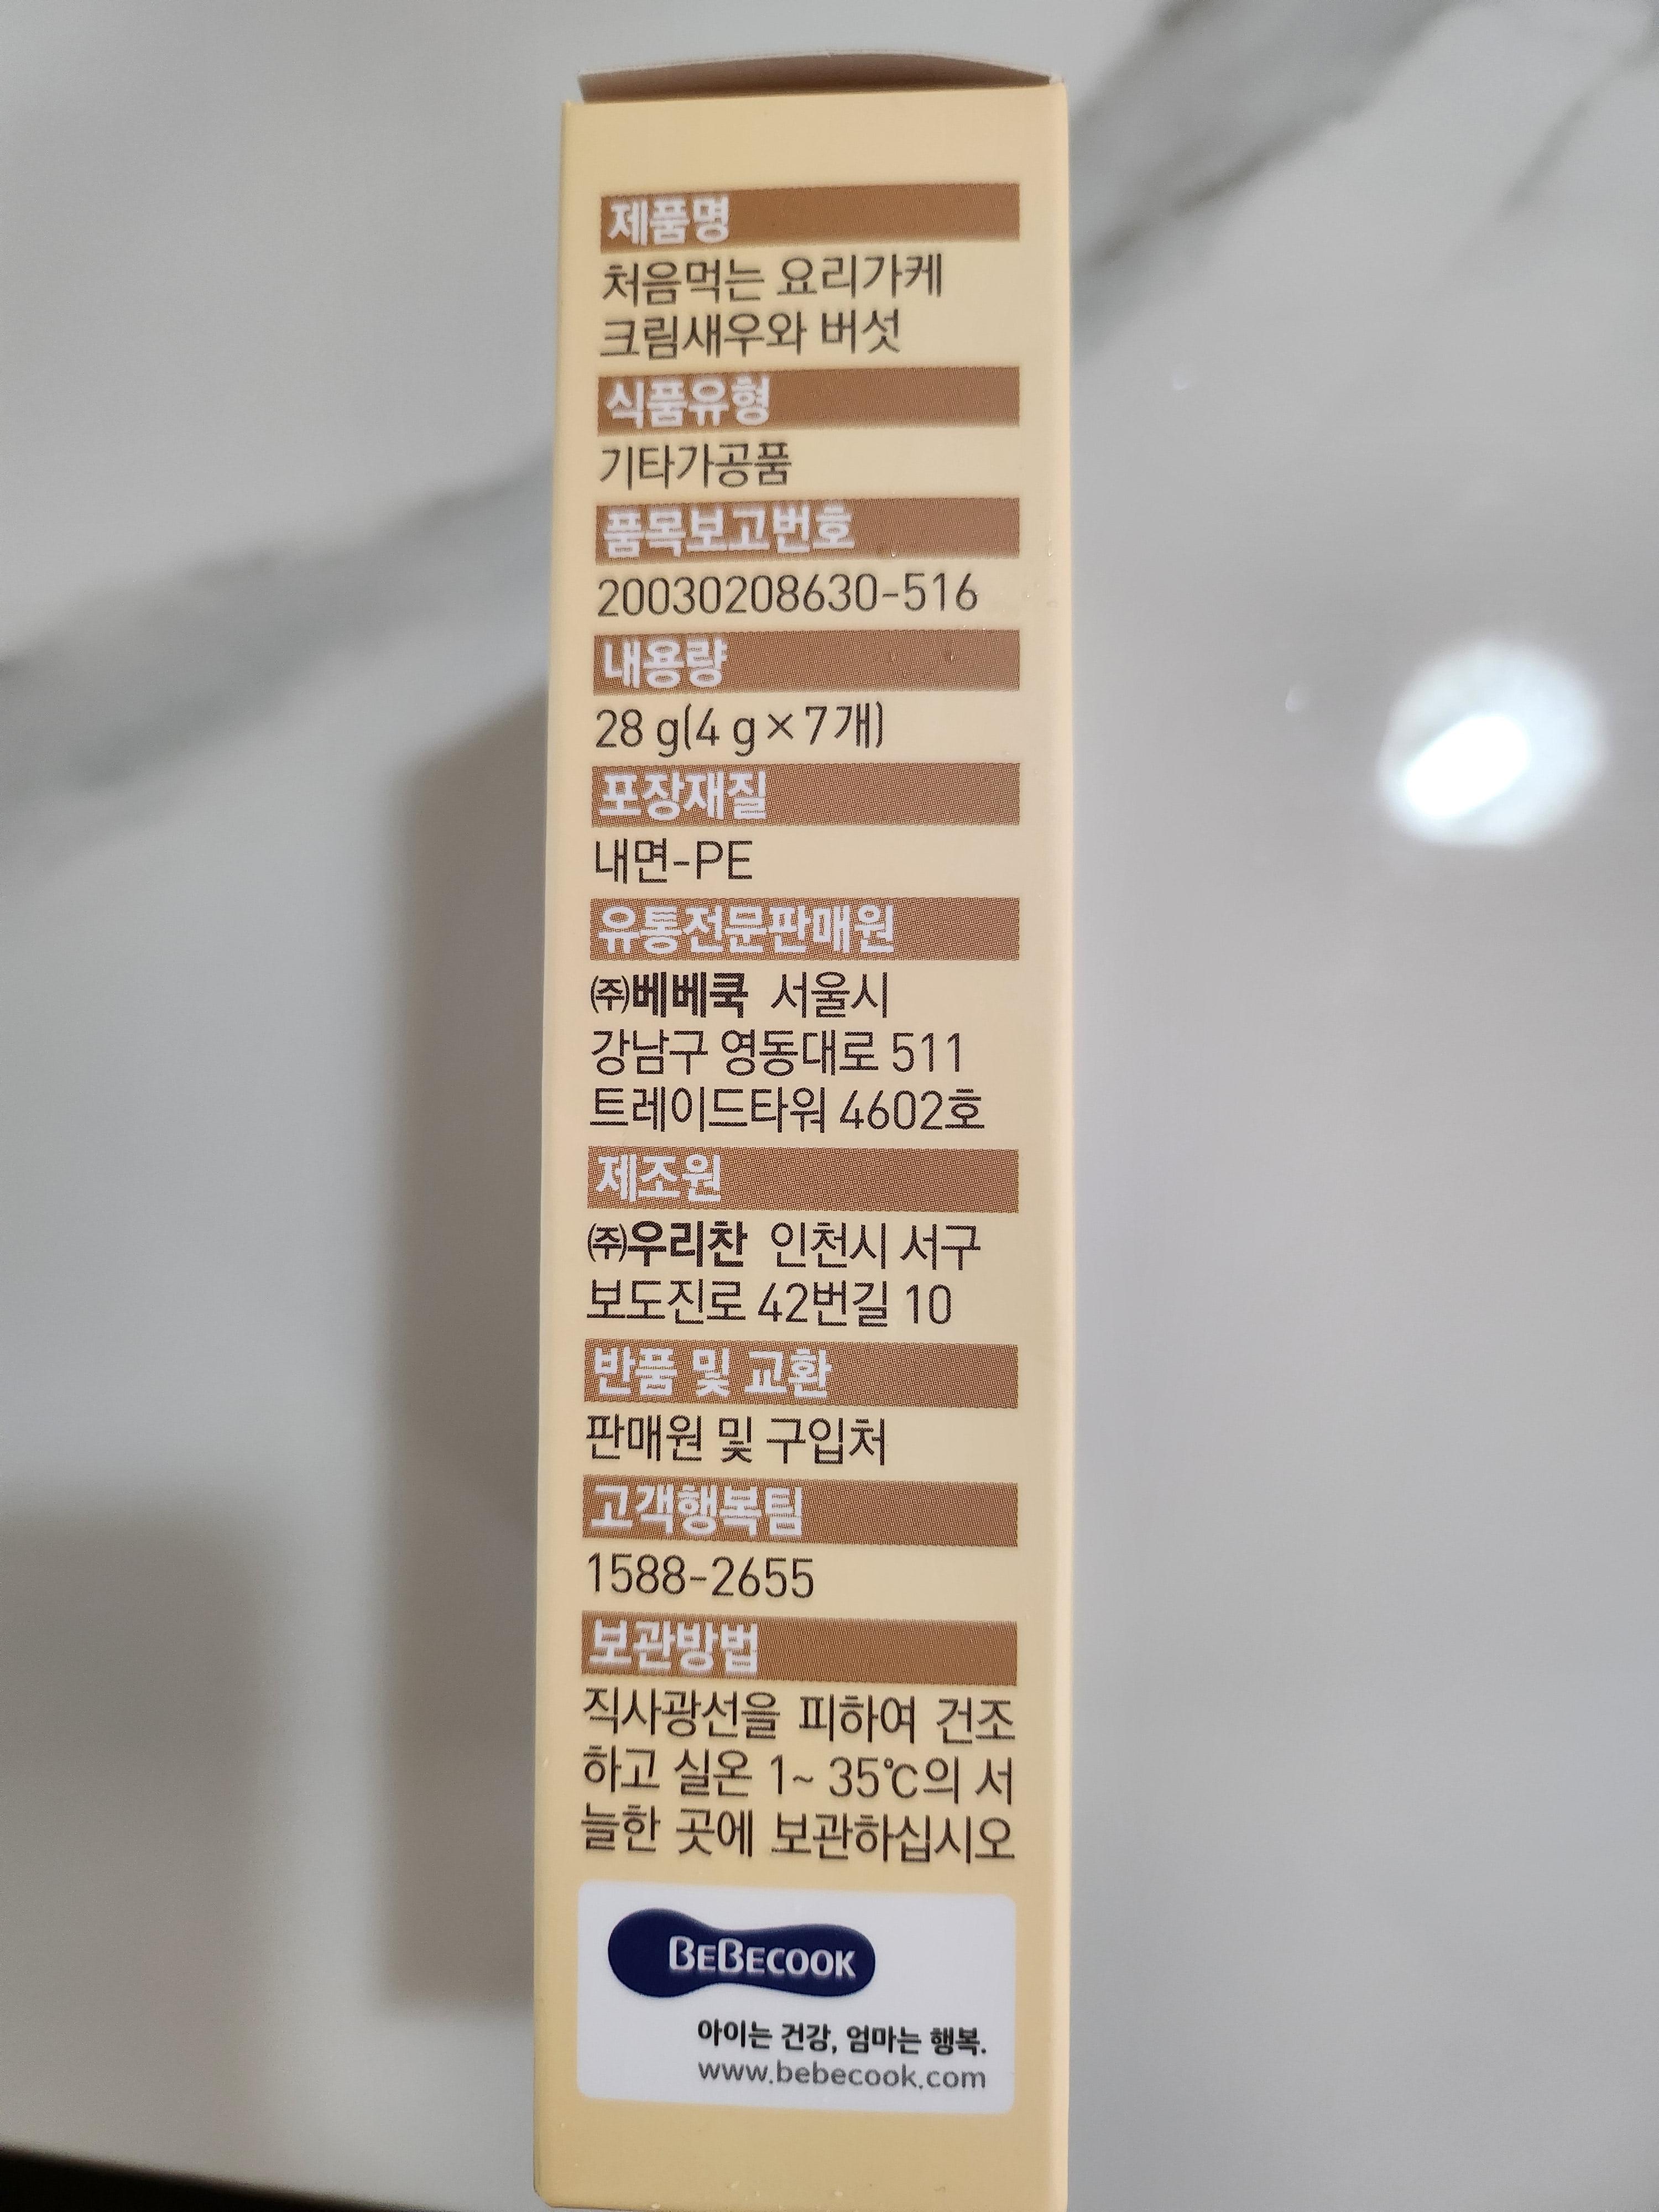 제품명
처음먹는 요리가케
크림새우와 버섯
식품유형
기타가공품
품목보고번호
20030208630-516
내용량
28 g(4 g×7개)
포장재질
내면-PE
유통전문판매원
㈜베베쿡 서울시
강남구 영동대로 511
트레이드타워 4602호
제조원
㈜우리찬 인천시 서구
보도진로 42번길 10
반품 및 교환
판매원 및 구입처
고객행복팀
1588-2655
보관방법
직사광선을 피하여 건조
하고 실온 1~ 35℃의 서
늘한 곳에 보관하십시오
BEBECOOK
아이는 건강, 엄마는 행복.
www.bebecook.com